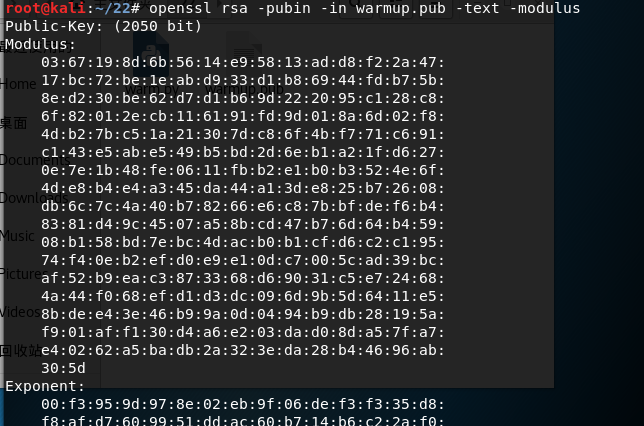 root@kali:~/22# openssl rsa -pubin -in warmup.pub -text -modulus
Public-Key: (2050 bit)
Modulus:
03:67:19:8d:6b:56:14:e9:58:13:ad:d8:f2:2a:47:
17:bc:72:be:1e:ab:d9:33:d1:b8:69:44:fd:b7:5b:
8e:d2:30:be:62:d7:d1:b6:9d:22:20:95:c1:28:c8:
6f:82:01:2e:cb:11:61:91:fd:9d:01:8a:6d:02:f8:
4d:b2:7b:c5:1a:21:30:7d:c8:6f:4b:f7:71:c6:91:
c1:43:e5:ab:e5:49:b5:bd:2d:6e:b1:a2:1f:d6:27:
0e:7e:1b:48:fe:06:11:fb:b2:e1:b0:b3:52:4e:6f:
4d:e8:b4:e4:a3:45:da:44:a1:3d:e8:25:b7:26:08:
db:6c:7c:4a:40:b7:82:66:e6:c8:7b:bf:de:f6:b4:
83:81:d4:9c:45:07:a5:8b:cd:47:b7:6d:64:b4:59:
08:b1:58:bd:7e:bc:4d:ac:b0:b1:cf:d6:c2:c1:95:
74:f4:0e:b2:ef:d0:e9:e1:0d:c7:00:5c:ad:39:bc:
af:52:b9:ea:c3:87:33:68:d6:90:31:c5:e7:24:68:
4a:44:f0:68:ef:d1:d3:dc:09:6d:9b:5d:64:11:e5:
8b:de:e4:3e:46:b9:9a:0d:04:94:b9:db:28:19:5a:
f9:01:af:f1:30:d4:a6:e2:03:da:d0:8d:a5:7f:a7:
e4:02:62:a5:ba:db:2a:32:3e:da:28:b4:46:96:ab:
30:5d
Exponent:
00:f3:95:9d:97:8e:02:eb:9f:06:de:f3:f3:35:d8:
f8:af:d7:60:99:51:dd:ac:60:b7:14:b6:c2:2a:f0:
Home
桌面
Documents
Downloads
Music
Pictures
Videos
回收站
warm.py
warmup.pub